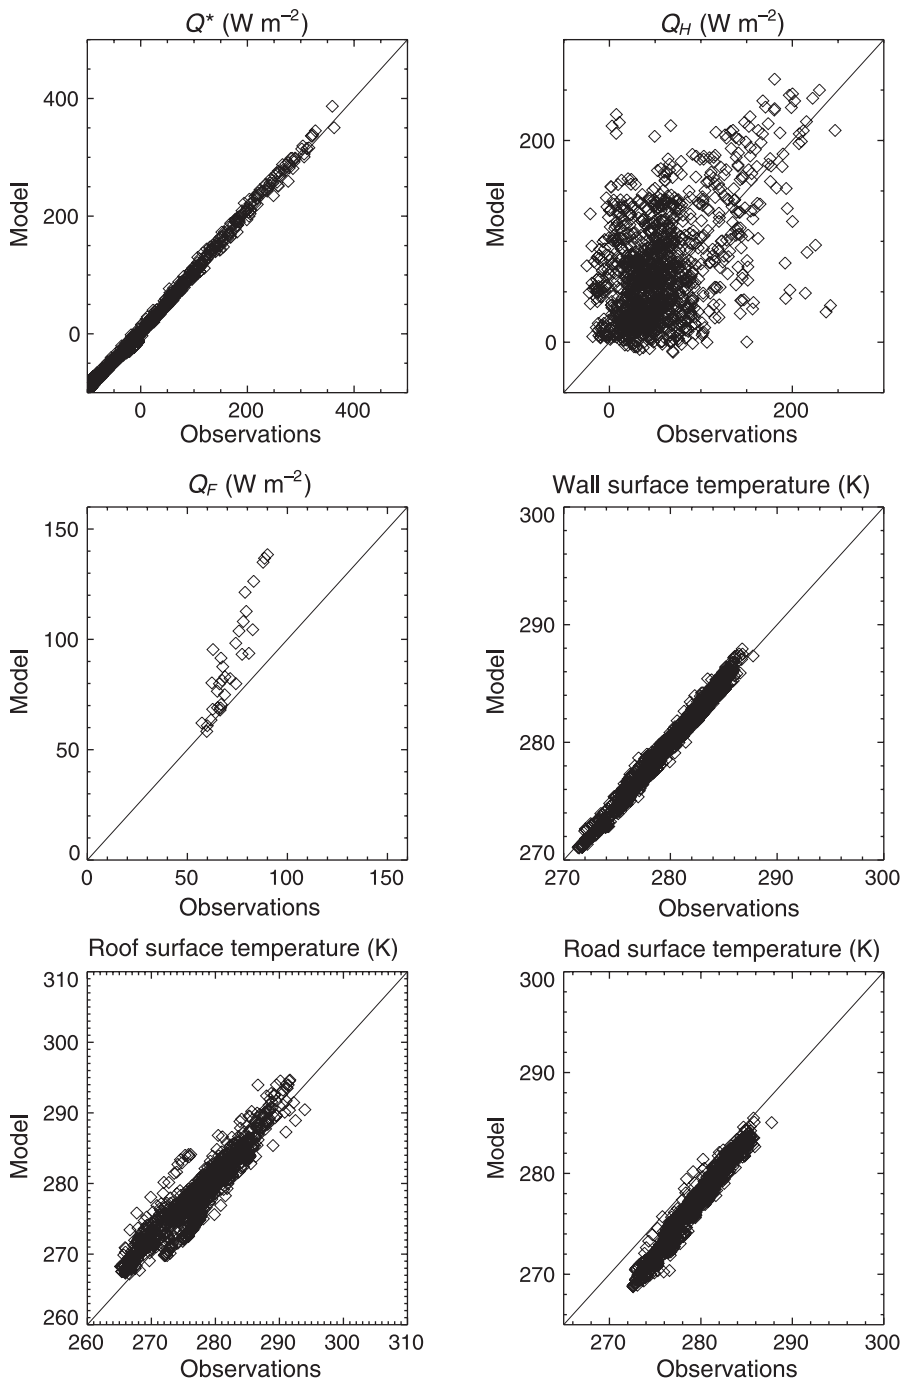 Q* (W m⁻²)
400
200
0
Model
0 200 400
Observations
Q_H (W m⁻²)
200
0
Model
0 200
Observations
Q_F (W m⁻²)
150
100
50
0
Model
0 50 100 150
Observations
Wall surface temperature (K)
300
290
280
270
Model
270 280 290 300
Observations
Roof surface temperature (K)
310
300
290
280
270
260
Model
260 270 280 290 300 310
Observations
Road surface temperature (K)
300
290
280
270
Model
270 280 290 300
Observations